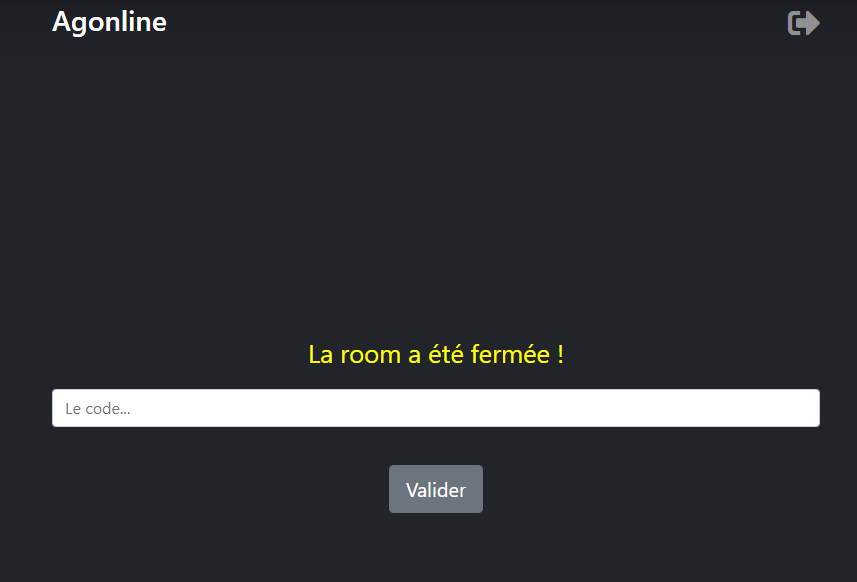 Agonline
La room a été fermée !
Le code...
Valider